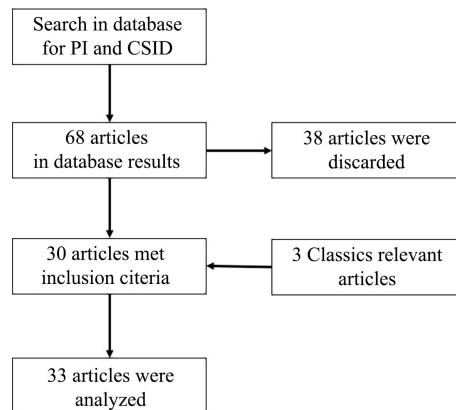 Search in database
for PI and CSID
68 articles
in database results
38 articles were
discarded
30 articles met
inclusion citeria
3 Classics relevant
articles
33 articles were
analyzed